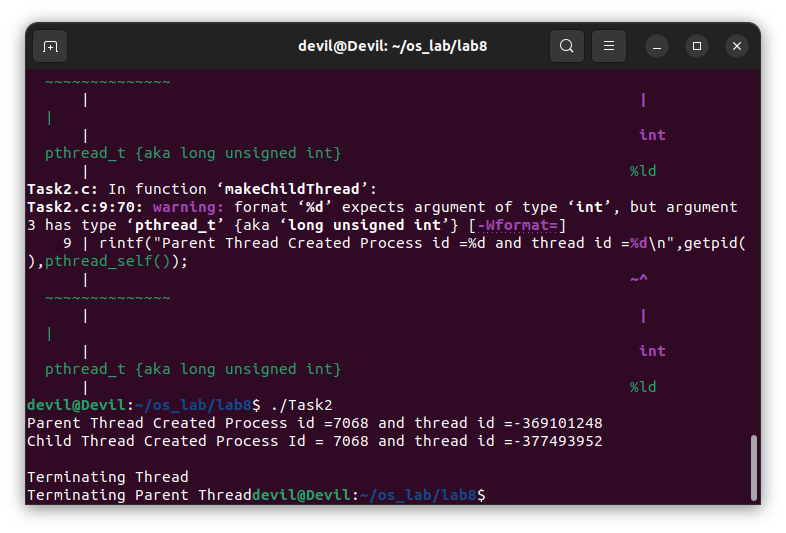 devil@Devil: ~/os_lab/lab8
~~~~~~~~~~~~~~
| |
|
| int
pthread_t {aka long unsigned int}
| %ld
Task2.c: In function ‘makeChildThread’:
Task2.c:9:70: warning: format ‘%d’ expects argument of type ‘int’, but argument
3 has type ‘pthread_t’ {aka ‘long unsigned int’} [-Wformat=]
9 | rintf("Parent Thread Created Process id =%d and thread id =%d\n",getpid(
),pthread_self());
| ~^
~~~~~~~~~~~~~~
| |
|
| int
pthread_t {aka long unsigned int}
| %ld
devil@Devil:~/os_lab/lab8$ ./Task2
Parent Thread Created Process id =7068 and thread id =-369101248
Child Thread Created Process Id = 7068 and thread id =-377493952
Terminating Thread
Terminating Parent Threaddevil@Devil:~/os_lab/lab8$